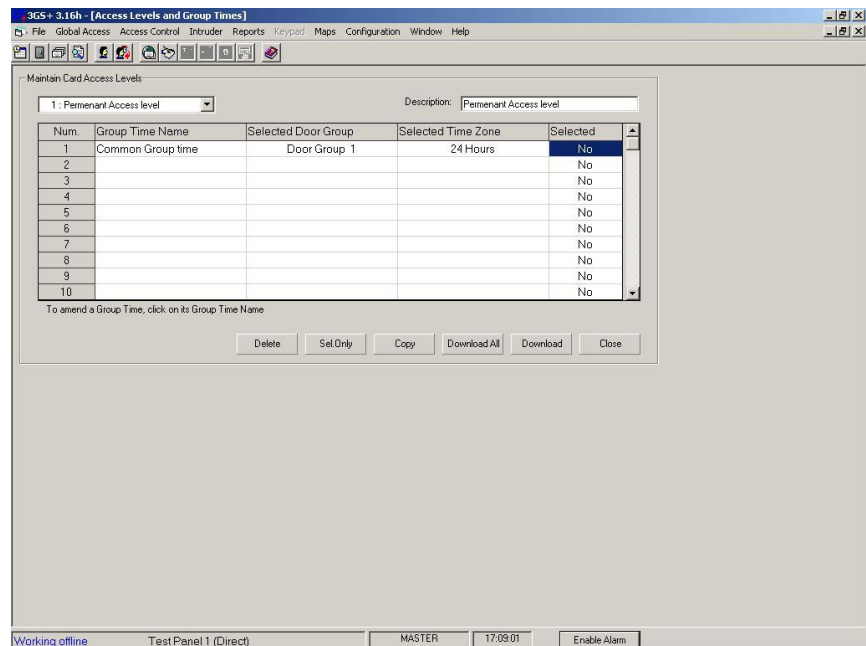 3GS+ 3.16h - [Access Levels and Group Times]
File Global Access Access Control Intruder Reports Keypad Maps Configuration Window Help
Maintain Card Access Levels
1 : Permenant Access level Description: Permenant Access level
Num. Group Time Name Selected Door Group Selected Time Zone Selected
1 Common Group time Door Group 1 24 Hours No
2 No
3 No
4 No
5 No
6 No
7 No
8 No
9 No
10 No
To amend a Group Time, click on its Group Time Name
Delete Sel.Only Copy Download All Download Close
Working offline Test Panel 1 (Direct) MASTER 17:09:01 Enable Alarm